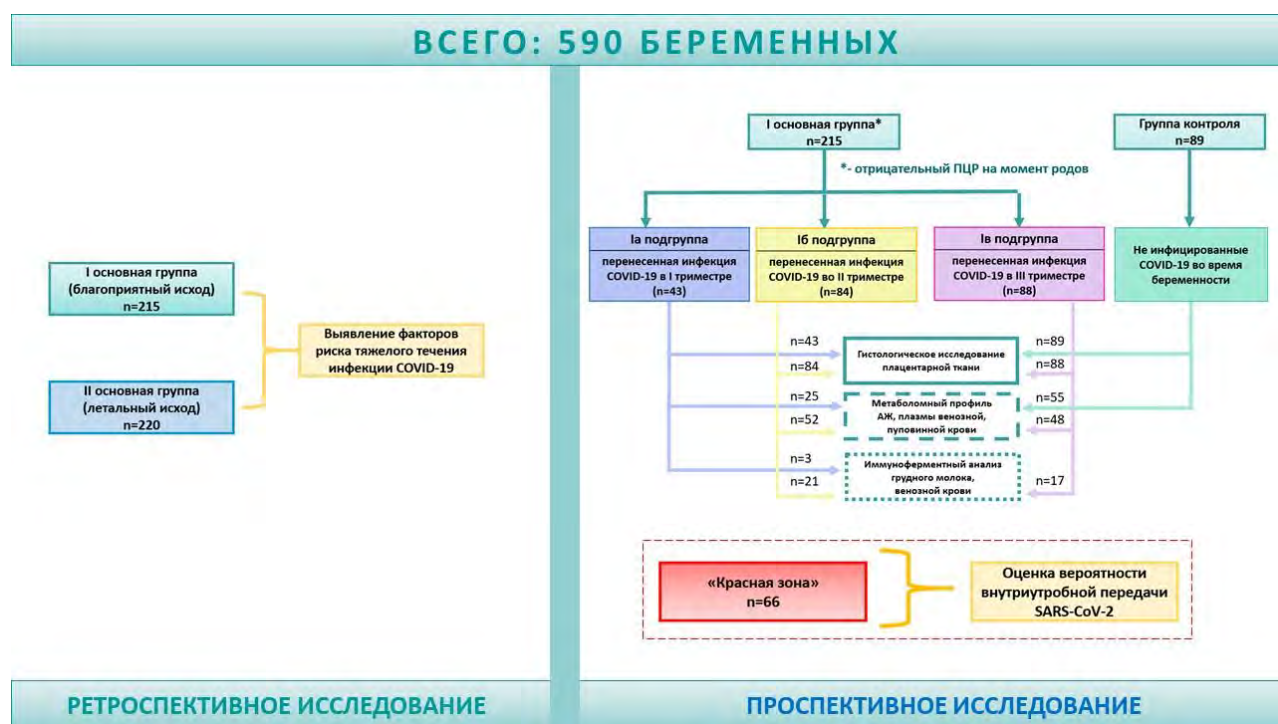 ВСЕГО: 590 БЕРЕМЕННЫХ
I основная группа
(благоприятный исход)
n=215
II основная группа
(летальный исход)
n=220
Выявление факторов
риска тяжелого течения
инфекции COVID-19
РЕТРОСПЕКТИВНОЕ ИССЛЕДОВАНИЕ
I основная группа*
n=215
Группа контроля
n=89
*- отрицательный ПЦР на момент родов
Iа подгруппа
перенесенная инфекция
COVID-19 в I триместре
(n=43)
Iб подгруппа
перенесенная инфекция
COVID-19 во II триместре
(n=84)
Iв подгруппа
перенесенная инфекция
COVID-19 в III триместре
(n=88)
Не инфицированные
COVID-19 во время
беременности
n=43
n=84
Гистологическое исследование
плацентарной ткани
n=89
n=88
n=25
n=52
Метаболомный профиль
АЖ, плазмы венозной,
пуповинной крови
n=55
n=48
n=3
n=21
Иммуноферментный анализ
грудного молока,
венозной крови
n=17
«Красная зона»
n=66
Оценка вероятности
внутриутробной передачи
SARS-CoV-2
ПРОСПЕКТИВНОЕ ИССЛЕДОВАНИЕ